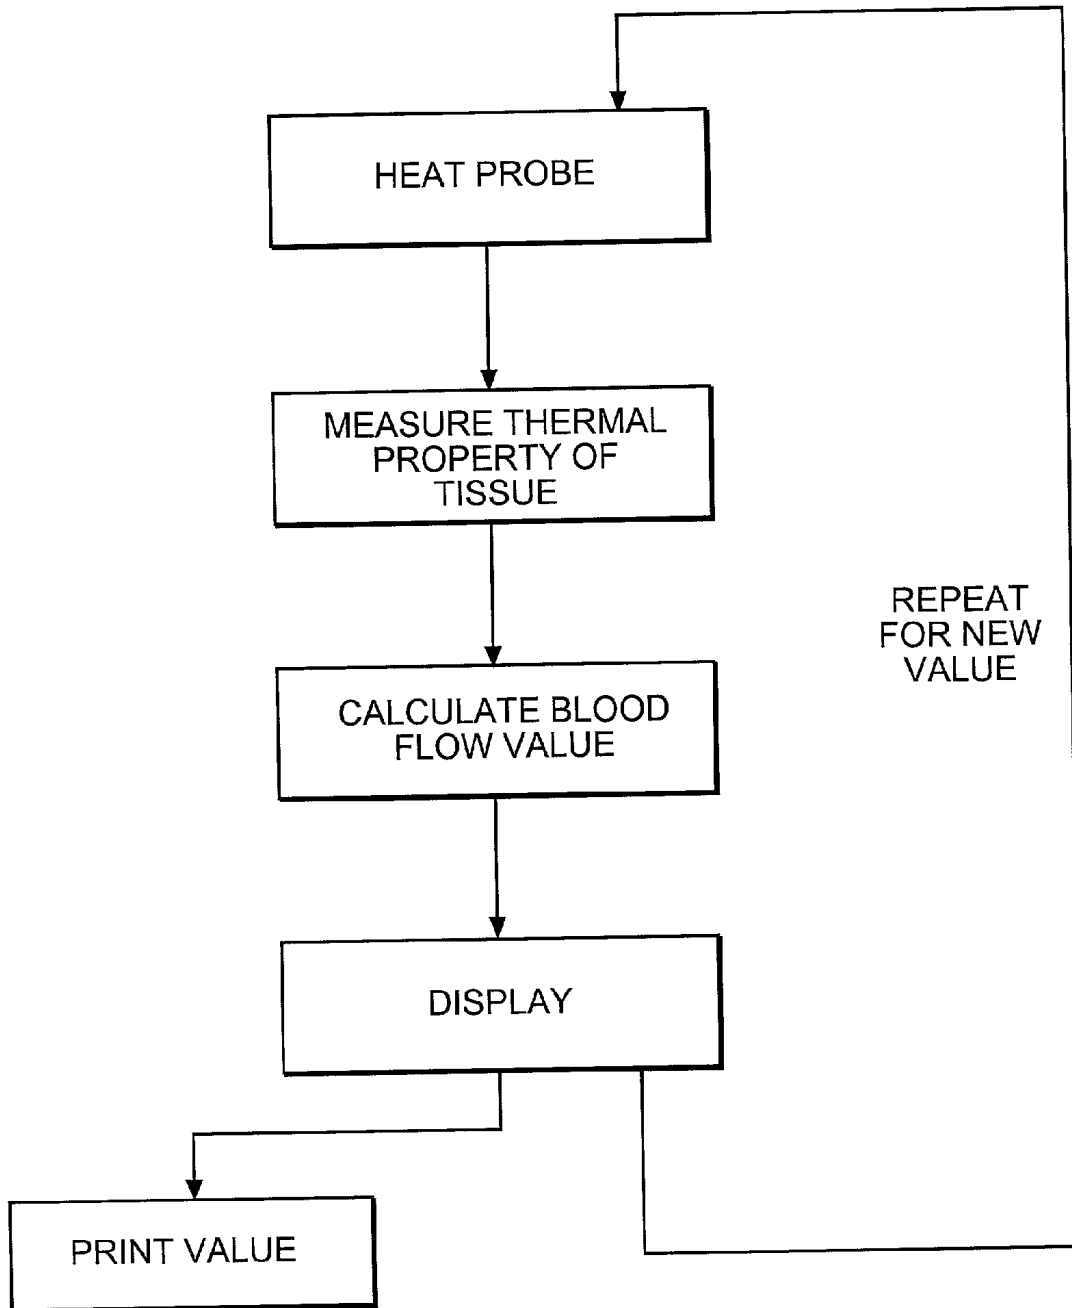 HEAT PROBE
MEASURE THERMAL
PROPERTY OF
TISSUE
CALCULATE BLOOD
FLOW VALUE
REPEAT
FOR NEW
VALUE
DISPLAY
PRINT VALUE